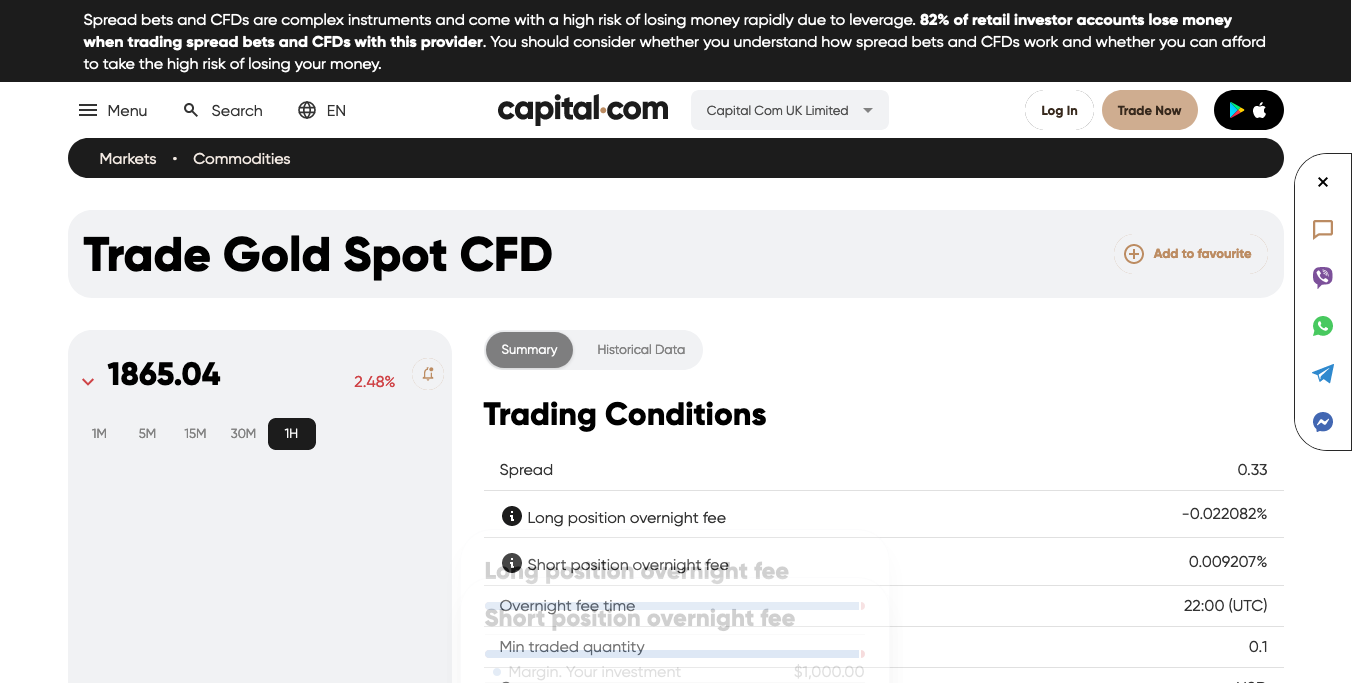 Spread bets and CFDs are complex instruments and come with a high risk of losing money rapidly due to leverage. 82% of retail investor accounts lose money
when trading spread bets and CFDs with this provider. You should consider whether you understand how spread bets and CFDs work and whether you can afford
to take the high risk of losing your money.
Menu
Search
EN
capital.com
Capital Com UK Limited
Log In
Trade Now
Markets • Commodities
Trade Gold Spot CFD
Add to favourite
1865.04
2.48%
1M 5M 15M 30M 1H
Summary
Historical Data
Trading Conditions
Spread 0.33
Long position overnight fee -0.022082%
Short position overnight fee 0.009207%
Long position overnight fee
Overnight fee time 22:00 (UTC)
Short position overnight fee
Min traded quantity 0.1
Margin. Your investment $1,000.00